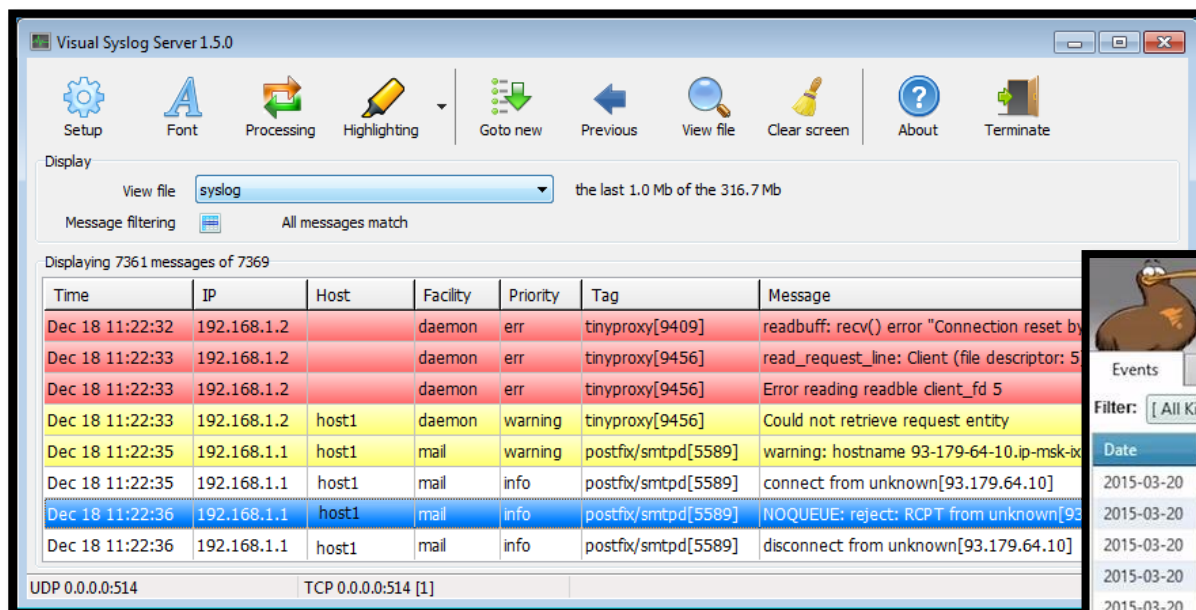 Visual Syslog Server 1.5.0
Setup Font Processing Highlighting Goto new Previous View file Clear screen About Terminate
Display
View file syslog the last 1.0 Mb of the 316.7 Mb
Message filtering All messages match
Displaying 7361 messages of 7369
Time IP Host Facility Priority Tag Message
Dec 18 11:22:32 192.168.1.2 daemon err tinyproxy[9409] readbuff: recv() error "Connection reset by
Dec 18 11:22:33 192.168.1.2 daemon err tinyproxy[9456] read_request_line: Client (file descriptor: 5
Dec 18 11:22:33 192.168.1.2 daemon err tinyproxy[9456] Error reading readble client_fd 5
Dec 18 11:22:33 192.168.1.2 host1 daemon warning tinyproxy[9456] Could not retrieve request entity
Dec 18 11:22:35 192.168.1.1 host1 mail warning postfix/smtpd[5589] warning: hostname 93-179-64-10.ip-msk-ix
Dec 18 11:22:35 192.168.1.1 host1 mail info postfix/smtpd[5589] connect from unknown[93.179.64.10]
Dec 18 11:22:36 192.168.1.1 host1 mail info postfix/smtpd[5589] NOQUEUE: reject: RCPT from unknown[93
Dec 18 11:22:36 192.168.1.1 host1 mail info postfix/smtpd[5589] disconnect from unknown[93.179.64.10]
UDP 0.0.0.0:514 TCP 0.0.0.0:514 [1]
Events
Filter: [ All Ki
Date
2015-03-20
2015-03-20
2015-03-20
2015-03-20
2015-03-20